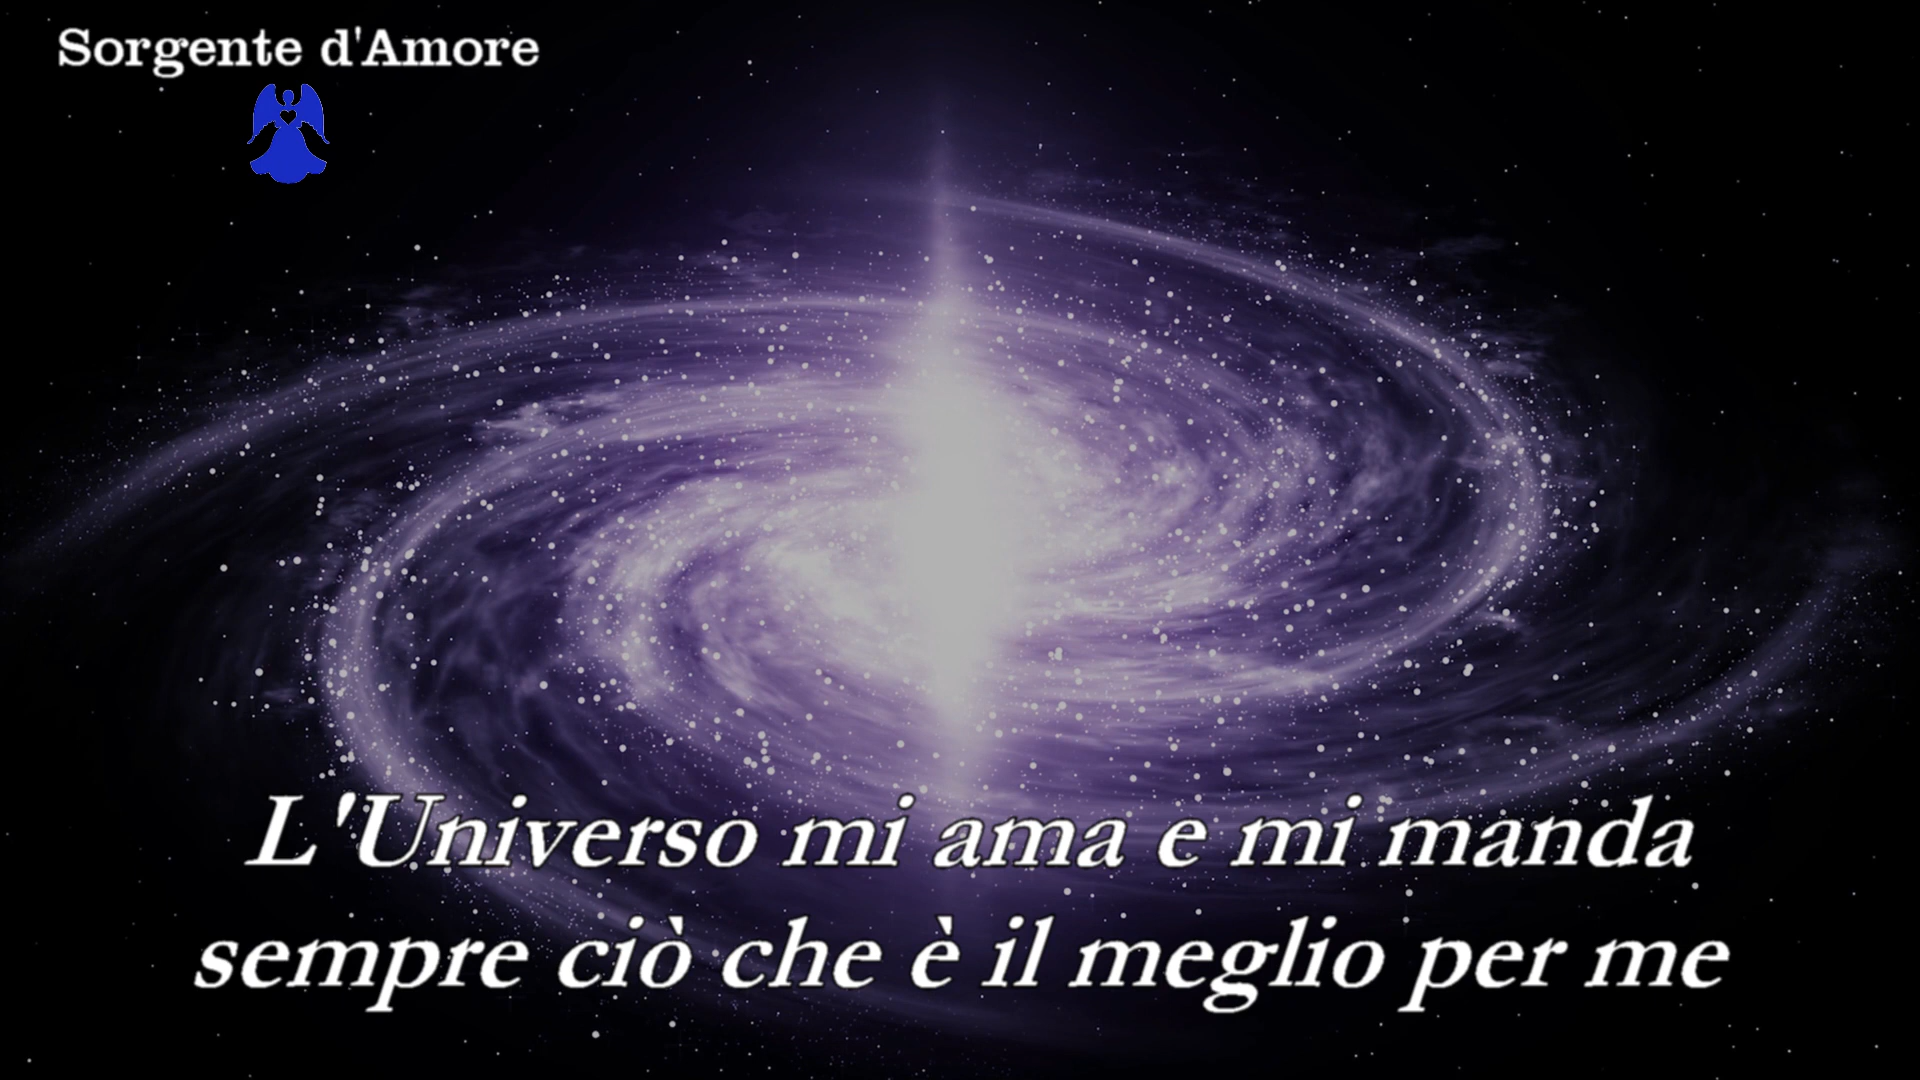 Sorgente d'Amore
L'Universo mi ama e mi manda
sempre ciò che è il meglio per me